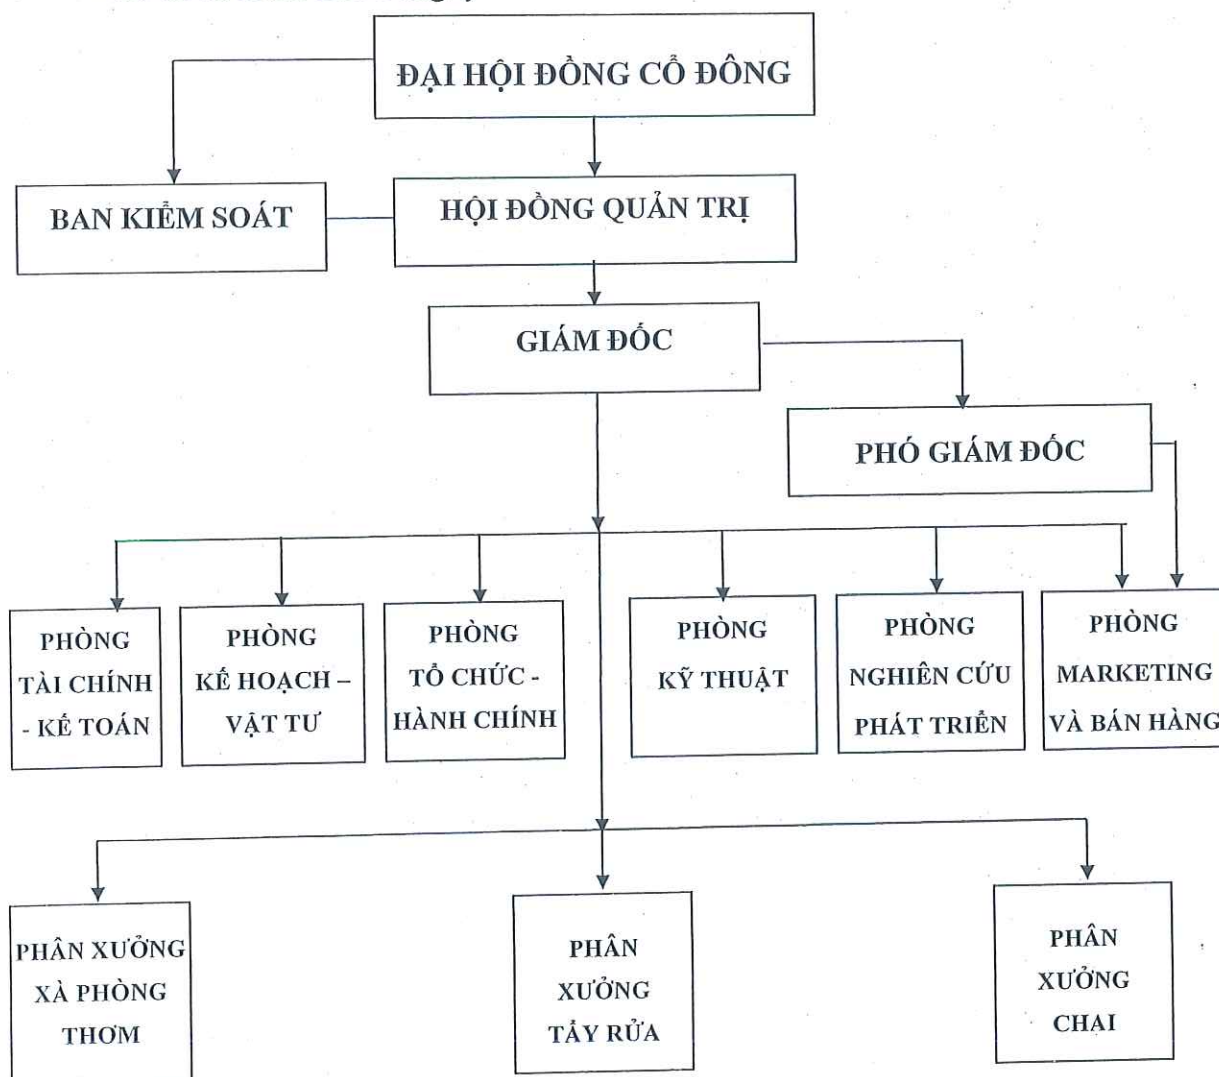 ĐẠI HỘI ĐỒNG CỔ ĐÔNG
BAN KIỂM SOÁT
HỘI ĐỒNG QUẢN TRỊ
GIÁM ĐỐC
PHÓ GIÁM ĐỐC
PHÒNG
TÀI CHÍNH
- KẾ TOÁN
PHÒNG
KẾ HOẠCH –
VẬT TƯ
PHÒNG
TỔ CHỨC -
HÀNH CHÍNH
PHÒNG
KỸ THUẬT
PHÒNG
NGHIÊN CỨU
PHÁT TRIỂN
PHÒNG
MARKETING
VÀ BÁN HÀNG
PHÂN XƯỞNG
XÀ PHÒNG
THƠM
PHÂN
XƯỞNG
TẨY RỬA
PHÂN
XƯỞNG
CHAI